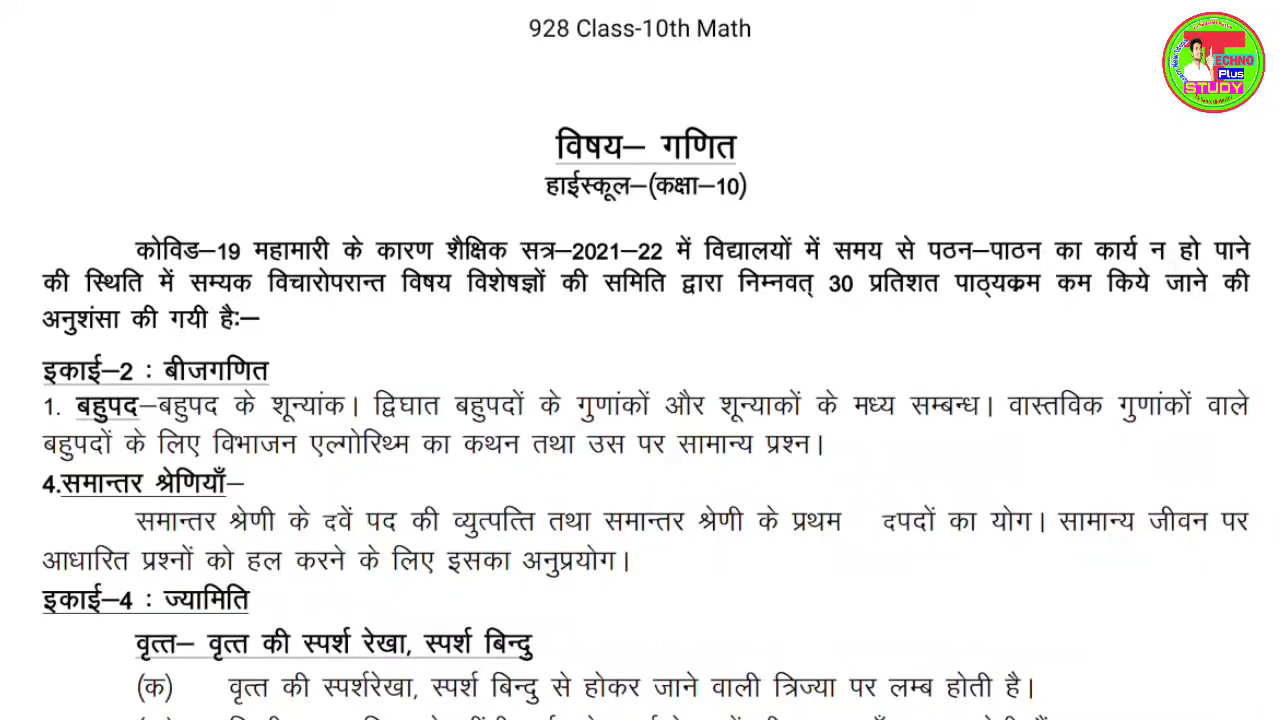 928 Class-10th Math
ECHNO
Plus
STUDY
विषय– गणित
हाईस्कूल–(कक्षा–10)
कोविड–19 महामारी के कारण शैक्षिक सत्र–2021–22 में विद्यालयों में समय से पठन–पाठन का कार्य न हो पाने
की स्थिति में सम्यक विचारोपरान्त विषय विशेषज्ञों की समिति द्वारा निम्नवत् 30 प्रतिशत पाठ्यक्रम कम किये जाने की
अनुशंसा की गयी है:–
इकाई–2 : बीजगणित
1. बहुपद–बहुपद के शून्यांक। द्विघात बहुपदों के गुणांकों और शून्याकों के मध्य सम्बन्ध। वास्तविक गुणांकों वाले
बहुपदों के लिए विभाजन एल्गोरिथ्म का कथन तथा उस पर सामान्य प्रश्न।
4.समान्तर श्रेणियाँ–
समान्तर श्रेणी के दवें पद की व्युत्पत्ति तथा समान्तर श्रेणी के प्रथम दपदों का योग। सामान्य जीवन पर
आधारित प्रश्नों को हल करने के लिए इसका अनुप्रयोग।
इकाई–4 : ज्यामिति
वृत्त– वृत्त की स्पर्श रेखा, स्पर्श बिन्दु
(क) वृत्त की स्पर्शरेखा, स्पर्श बिन्दु से होकर जाने वाली त्रिज्या पर लम्ब होती है।